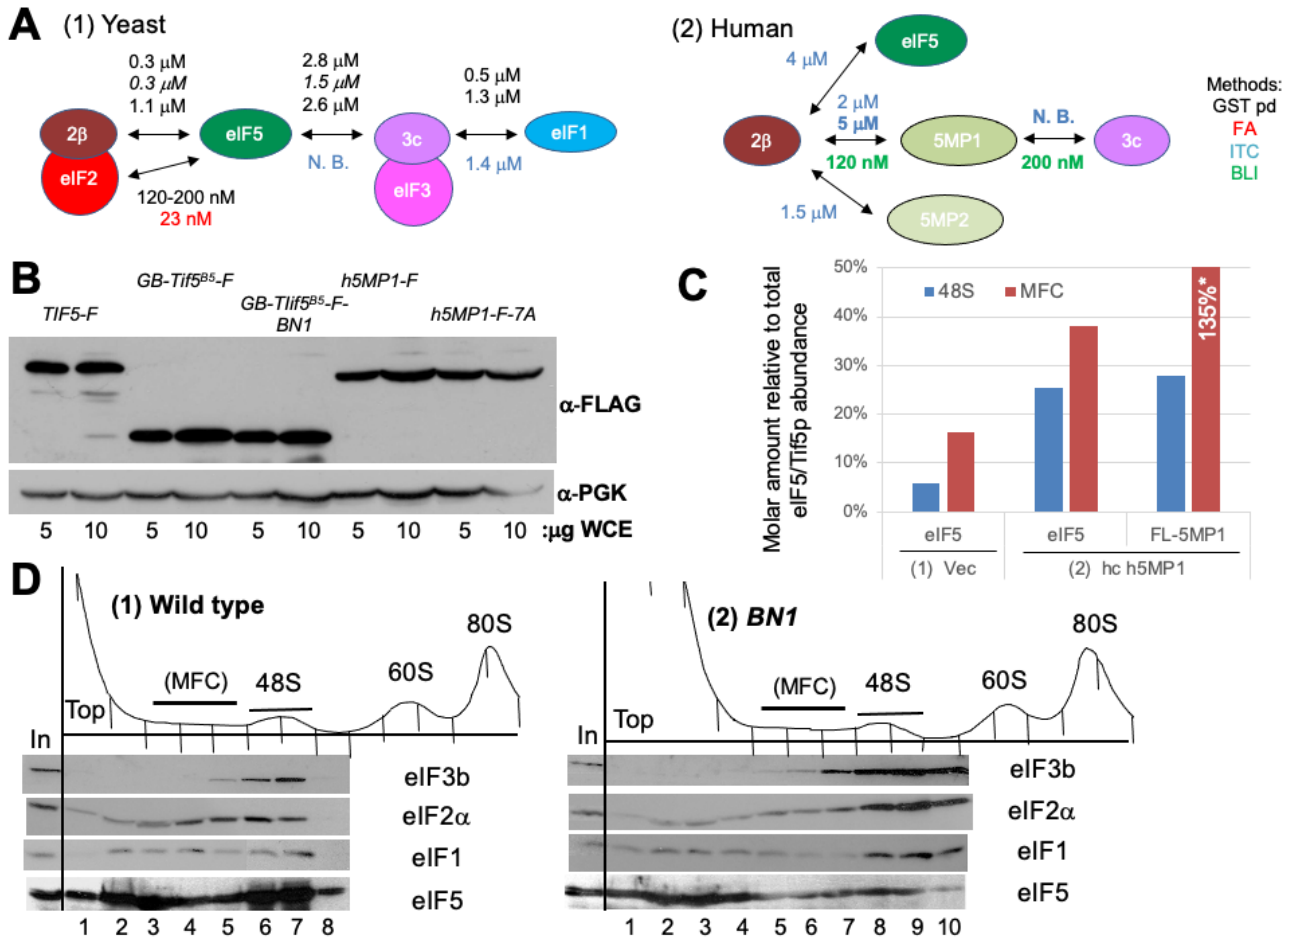 A (1) Yeast
0.3 µM
0.3 µM
1.1 µM
2.8 µM
1.5 µM
2.6 µM
0.5 µM
1.3 µM
2β
eIF5
3c
eIF1
eIF2
eIF3
N. B.
1.4 µM
120-200 nM
23 nM
(2) Human
eIF5
4 µM
2 µM
5 µM
120 nM
2β
5MP1
N. B.
200 nM
3c
1.5 µM
5MP2
Methods:
GST pd
FA
ITC
BLI
B
TIF5-F
GB-Tif5B5-F
GB-TIif5B5-F-
BN1
h5MP1-F
h5MP1-F-7A
α-FLAG
α-PGK
5 10 5 10 5 10 5 10 5 10 :µg WCE
C
Molar amount relative to total
eIF5/Tif5p abundance
50%
40%
30%
20%
10%
0%
48S MFC
135%*
eIF5 eIF5 FL-5MP1
(1) Vec (2) hc h5MP1
D
(1) Wild type
80S
60S
(MFC) 48S
Top
In
eIF3b
eIF2α
eIF1
eIF5
1 2 3 4 5 6 7 8
(2) BN1
80S
60S
(MFC) 48S
Top
In
eIF3b
eIF2α
eIF1
eIF5
1 2 3 4 5 6 7 8 9 10